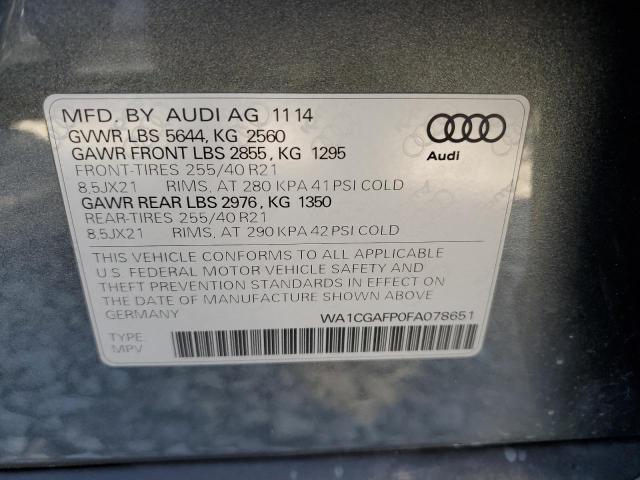 MFD. BY AUDI AG 11 14
GVWR LBS 5644, KG 2560
GAWR FRONT LBS 2855, KG 1295
FRONT-TIRES 255/40 R21
8,5JX21 RIMS, AT 280 KPA 41 PSI COLD
GAWR REAR LBS 2976, KG 1350
REAR-TIRES 255/40 R21
8,5JX21 RIMS, AT 290 KPA 42 PSI COLD
Audi
THIS VEHICLE CONFORMS TO ALL APPLICABLE
U.S. FEDERAL MOTOR VEHICLE SAFETY AND
THEFT PREVENTION STANDARDS IN EFFECT ON
THE DATE OF MANUFACTURE SHOWN ABOVE.
GERMANY WA1CGAFP0FA078651
TYPE:
MPV